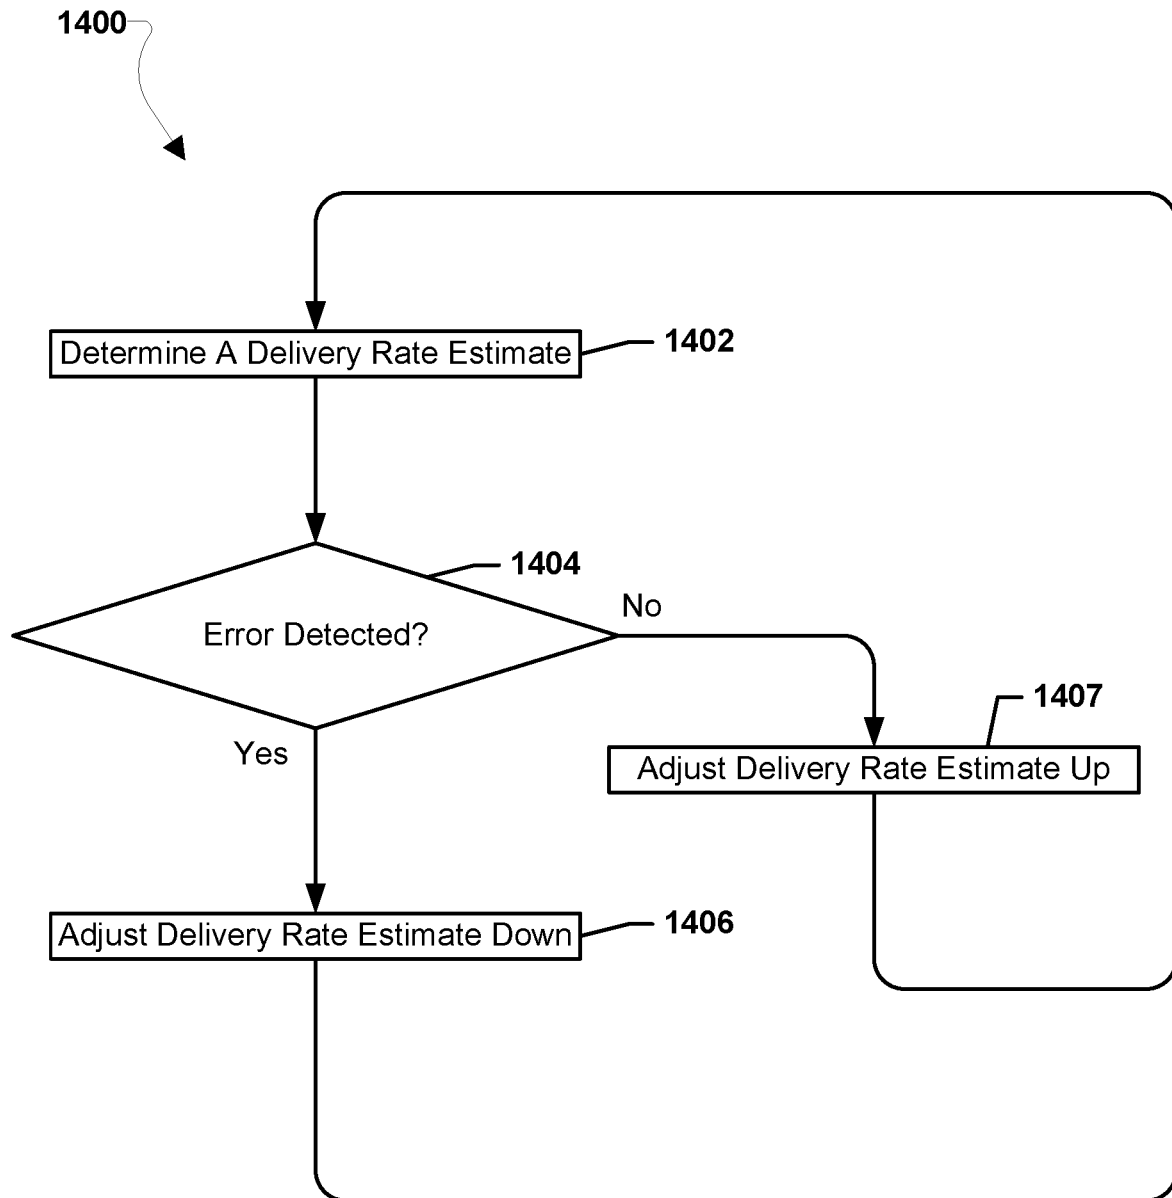 1400
Determine A Delivery Rate Estimate
1402
1404
Error Detected?
No
Yes
1407
Adjust Delivery Rate Estimate Up
Adjust Delivery Rate Estimate Down
1406